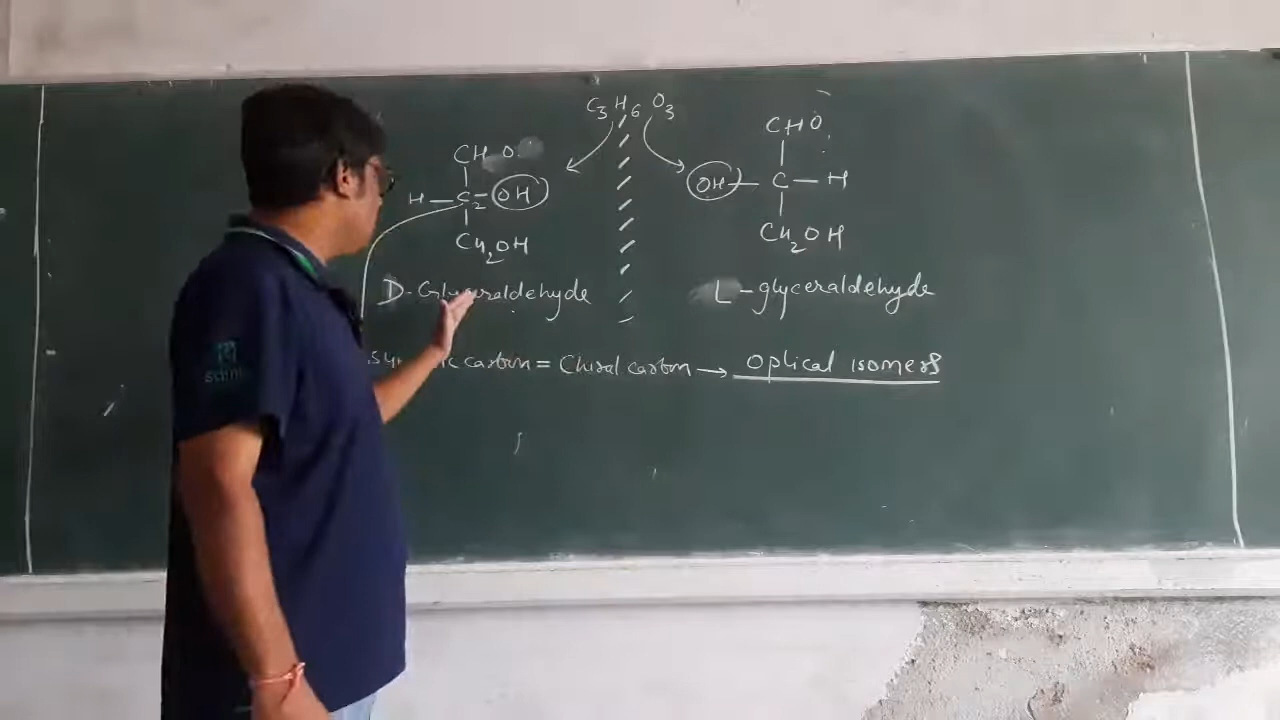 C3H6O3
CHO
H — C2 — OH
CH2OH
D-Glyceraldehyde
CHO
OH — C — H
CH2OH
L-glyceraldehyde
carbon = Chiral carbon → Optical isomers